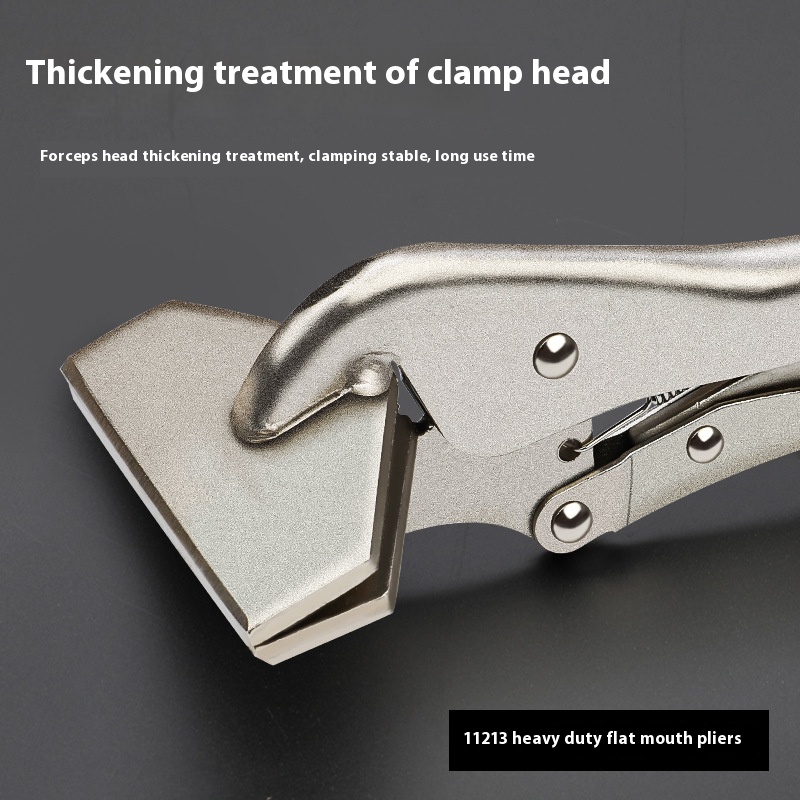 Thickening treatment of clamp head
Forceps head thickening treatment, clamping stable, long use time
11213 heavy duty flat mouth pliers